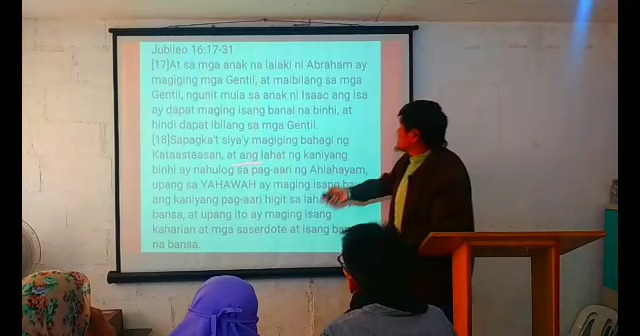 Jubileo 16:17-31
[17]At sa mga anak na lalaki ni Abraham ay
magiging mga Gentil, at maibilang sa mga
Gentil, ngunit mula sa anak ni Isaac ang isa
ay dapat maging isang banal na binhi, at
hindi dapat ibilang sa mga Gentil.
[18]Sapagka't siya'y magiging bahagi ng
Kataastaasan, at ang lahat ng kaniyang
binhi ay nahulog sa pag-aari ng Ahlahayam,
upang sa YAHAWAH ay maging isang
ang kaniyang pag-aari higit sa
bansa, at upang ito ay maging isang
kaharian at mga saserdote at isang
na bansa.